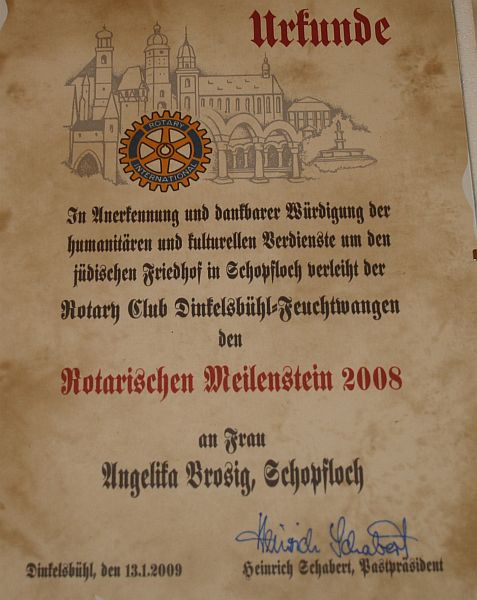 Urkunde
ROTARY
INTERNATIONAL
In Anerkennung und dankbarer Würdigung der
humanitären und kulturellen Verdienste um den
jüdischen Friedhof in Schopfloch verleiht der
Rotary Club Dinkelsbühl-Feuchtwangen
den
Rotarischen Meilenstein 2008
an Frau
Angelika Brosig, Schopfloch
Heinrich Schabert
Dinkelsbühl, den 13.1.2009
Heinrich Schabert, Pastpräsident